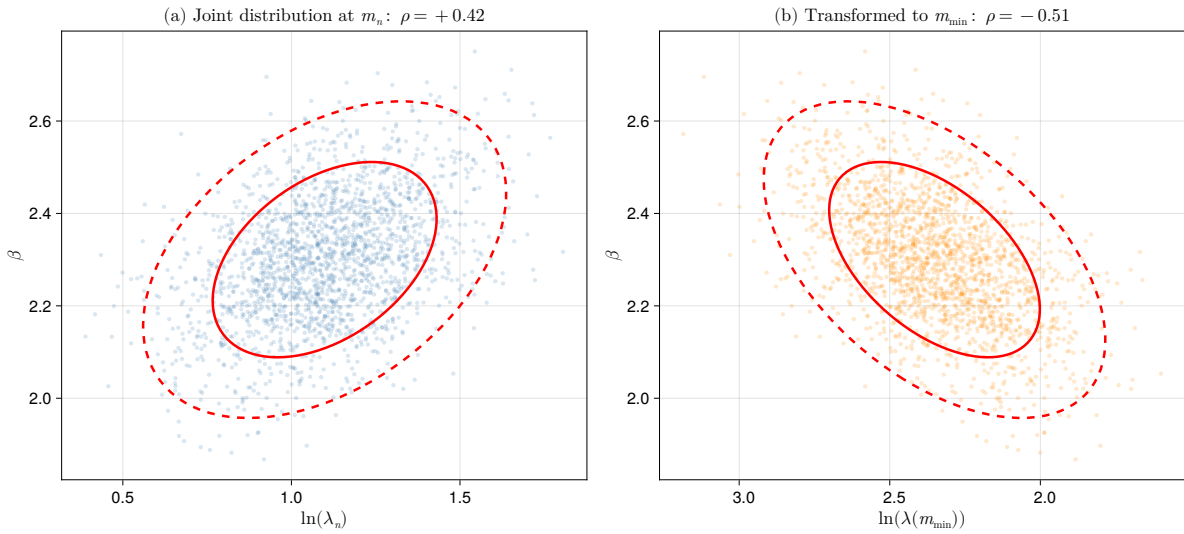 (a) Joint distribution at mₙ: ρ = +0.42
2.6
2.4
β
2.2
2.0
0.5
1.0
1.5
ln(λₙ)
(b) Transformed to m_min: ρ = −0.51
2.6
2.4
β
2.2
2.0
3.0
2.5
2.0
ln(λ(m_min))